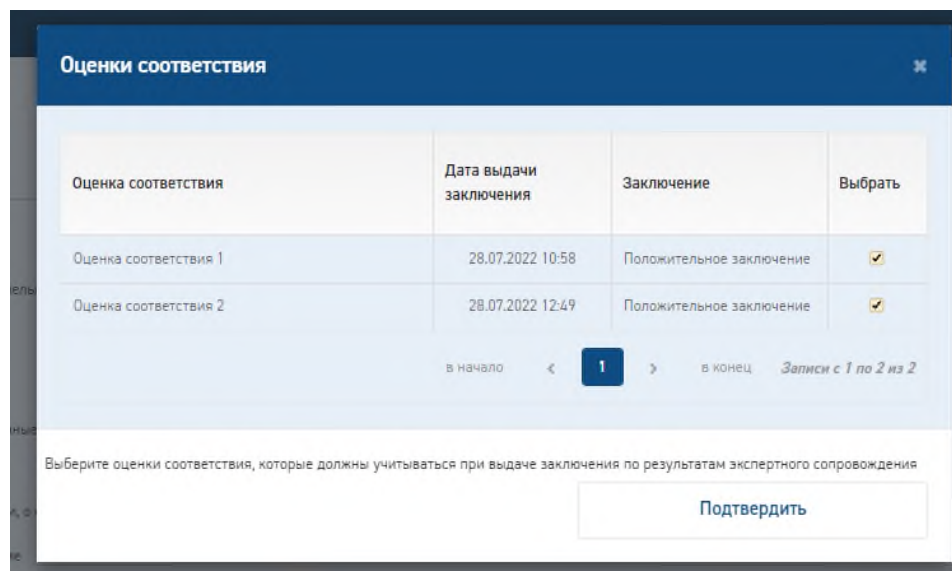 Оценки соответствия
Оценка соответствия
Дата выдачи
заключения
Заключение
Выбрать
Оценка соответствия 1 28.07.2022 10:58 Положительное заключение
Оценка соответствия 2 28.07.2022 12:49 Положительное заключение
в начало 1 в конец Записи с 1 по 2 из 2
Выберите оценки соответствия, которые должны учитываться при выдаче заключения по результатам экспертного сопровождения
Подтвердить